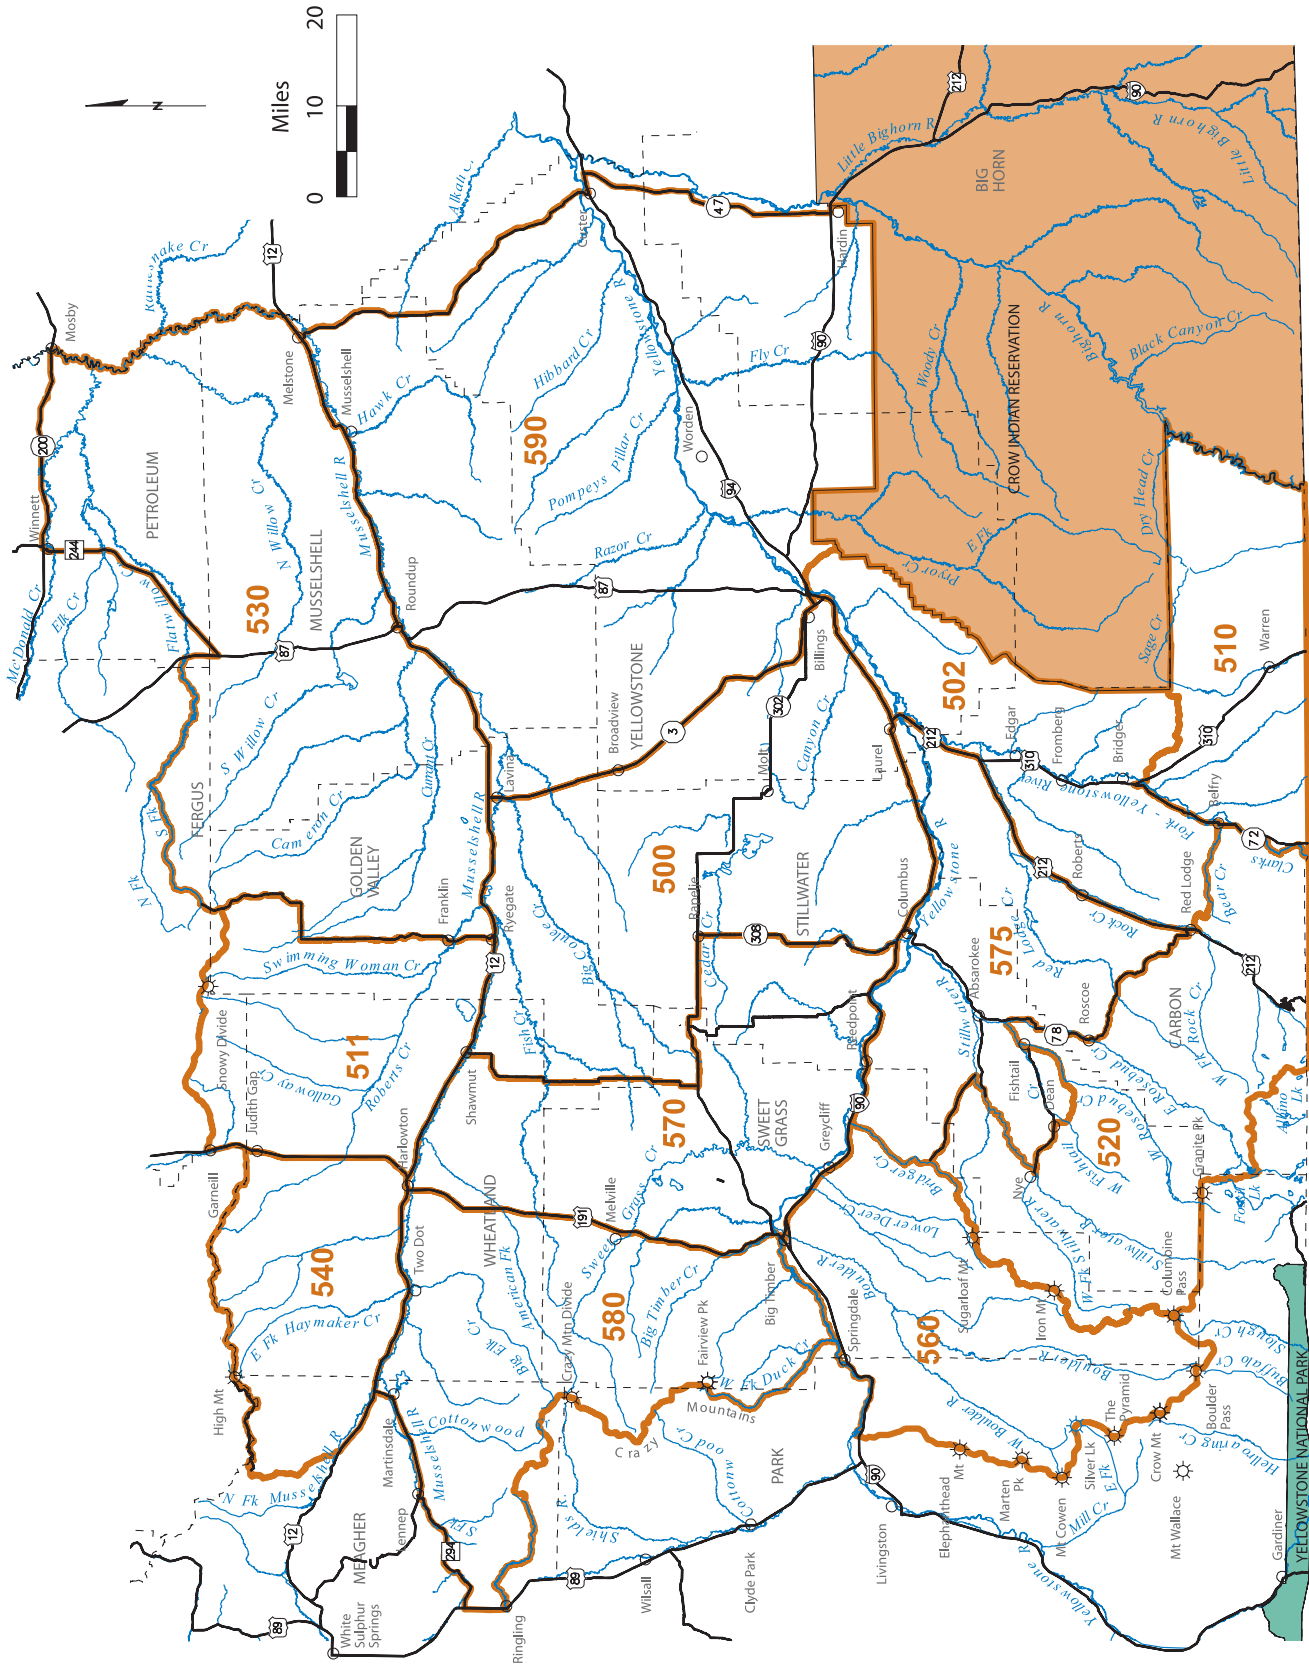 Miles
0
10
20
N
Mosby
Winnett
200
244
Mc Donald Cr
Elk Cr
Flatwillow Cr
PETROLEUM
12
Melstone
Musselshell
Hawk Cr
Alkali C
N Willow Cr
530
MUSSELSHELL
87
Roundup
Musselshell R
N Fk
S Fk
FERGUS
S Willow Cr
Cameron Cr
Currant Cr
GOLDEN
VALLEY
Franklin
Ryegate
Lavina
Musselshell R
Swimming Woman Cr
12
Snowy Divide
511
Galloway Cr
Roberts Cr
Judith Gap
Garneill
Harlowton
Shawmut
Fish Cr
Big Coulee Cr
540
E Fk Haymaker Cr
High Mt
Two Dot
WHEATLAND
American Fk
Big Elk Cr
Martinsdale
Musselshell R
Cottonwood
N Fk Musselshell R
12
MEAGHER
Lennep
S Fk
294
89
White
Sulphur
Springs
Ringling
Custer
47
590
Hibbard Cr
Pompeys Pillar Cr
Yellowstone R
Worden
94
Razor Cr
87
Fly Cr
90
Hardin
Little Bighorn R
212
BIG
HORN
90
Little Bighorn R
CROW INDIAN RESERVATION
Woody Cr
Bighorn R
Black Canyon Cr
Dry Head Cr
E Fk
Pryor Cr
Sage Cr
YELLOWSTONE
Broadview
3
302
Molt
Billings
Canyon Cr
Laurel
212
502
Edgar
310
Fromberg
Bridger
510
Warren
310
Belfry
72
Clarks
Fork - Yellowstone River
500
Rapelje
Cedar Cr
308
STILLWATER
Columbus
Yellowstone R
575
Absarokee
Red Lodge Cr
212
Roberts
Rock Cr
Red Lodge
Bear Cr
212
Roscoe
78
CARBON
W Fk Rock Cr
E Rosebud Cr
W Rosebud Cr
Fishtail
Cr
Dean
W Fishtail
520
Granite Pk
Albino
Lk
Fossil
Lk
Nye
Stillwater R
Reedpoint
90
Greycliff
SWEET
GRASS
570
Melville
Sweet Grass Cr
191
580
Big Timber Cr
Big Timber
Crazy Mtn Divide
Fairview Pk
W Fk Duck Cr
Crazy
Mountains
Springdale
Bridger Cr
Lower Deer Cr
Boulder R
Sugarloaf Mt
Iron Mt
W Fk Stillwater R
Stillwater R
Columbine
Pass
560
Boulder R
W Boulder R
The
Pyramid
Boulder
Pass
Slough Cr
Buffalo Cr
Hellroaring Cr
Elephanthead
Mt
Marten
Pk
Mt Cowen
Silver Lk
E Fk
Mill Cr
Crow Mt
Mt Wallace
PARK
90
Livingston
Cottonwood Cr
Shields R.
Clyde Park
Wilsall
89
Yellowstone R
Gardiner
YELLOWSTONE NATIONAL PARK